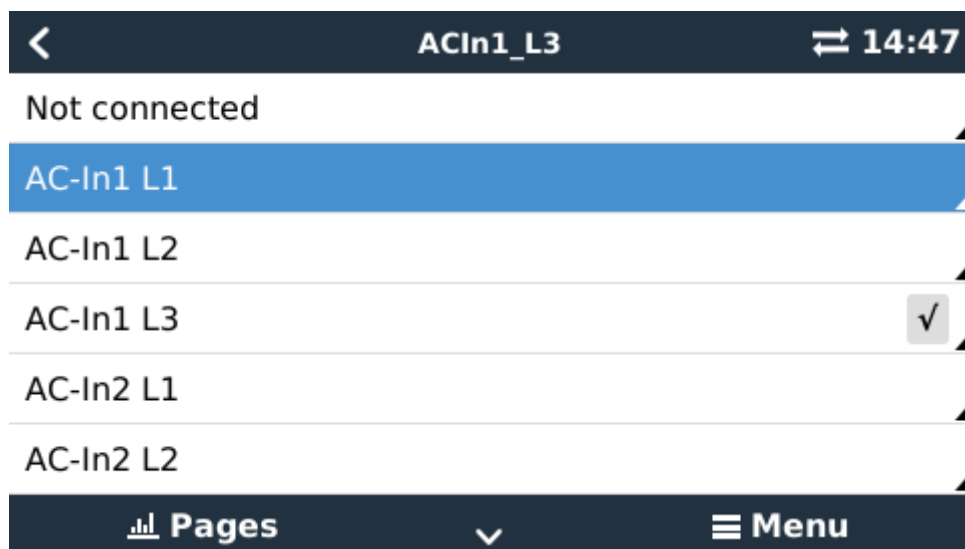 ACIn1_L3 14:47
Not connected
AC-In1 L1
AC-In1 L2
AC-In1 L3 √
AC-In2 L1
AC-In2 L2
Pages Menu